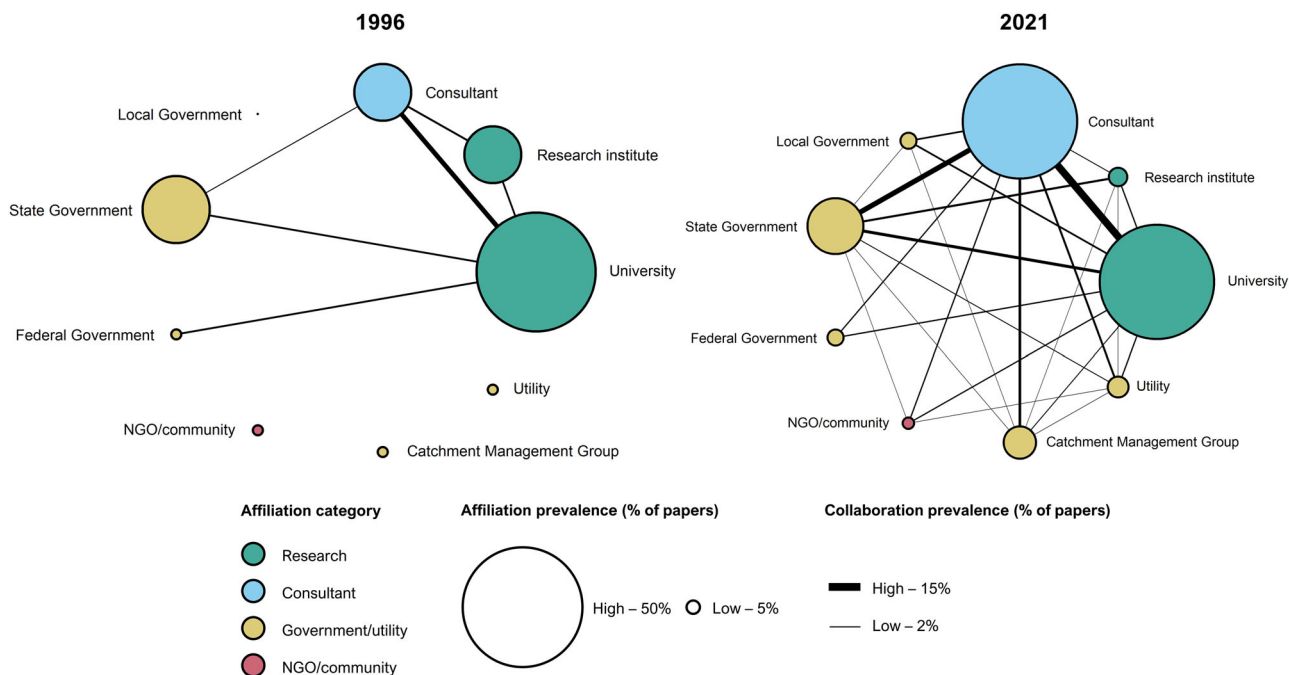 1996
Consultant
Local Government
Research institute
State Government
University
Federal Government
Utility
NGO/community
Catchment Management Group
2021
Consultant
Local Government
Research institute
State Government
University
Federal Government
Utility
NGO/community
Catchment Management Group
Affiliation category
Research
Consultant
Government/utility
NGO/community
Affiliation prevalence (% of papers)
High – 50%
Low – 5%
Collaboration prevalence (% of papers)
High – 15%
Low – 2%